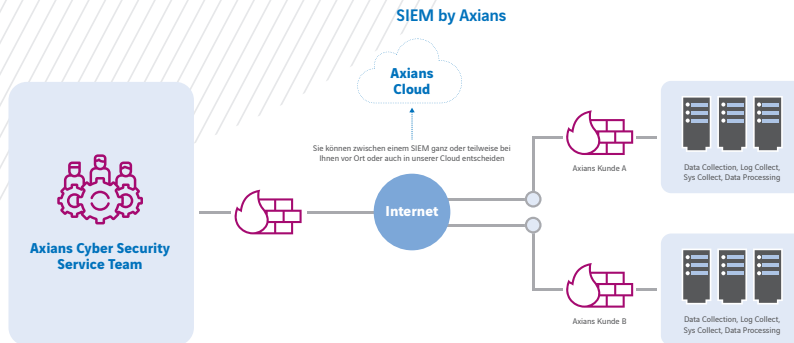 SIEM by Axians
Axians
Cloud
Sie können zwischen einem SIEM ganz oder teilweise bei
Ihnen vor Ort oder auch in unserer Cloud entscheiden
Axians Cyber Security
Service Team
Internet
Axians Kunde A
Data Collection, Log Collect,
Sys Collect, Data Processing
Axians Kunde B
Data Collection, Log Collect,
Sys Collect, Data Processing